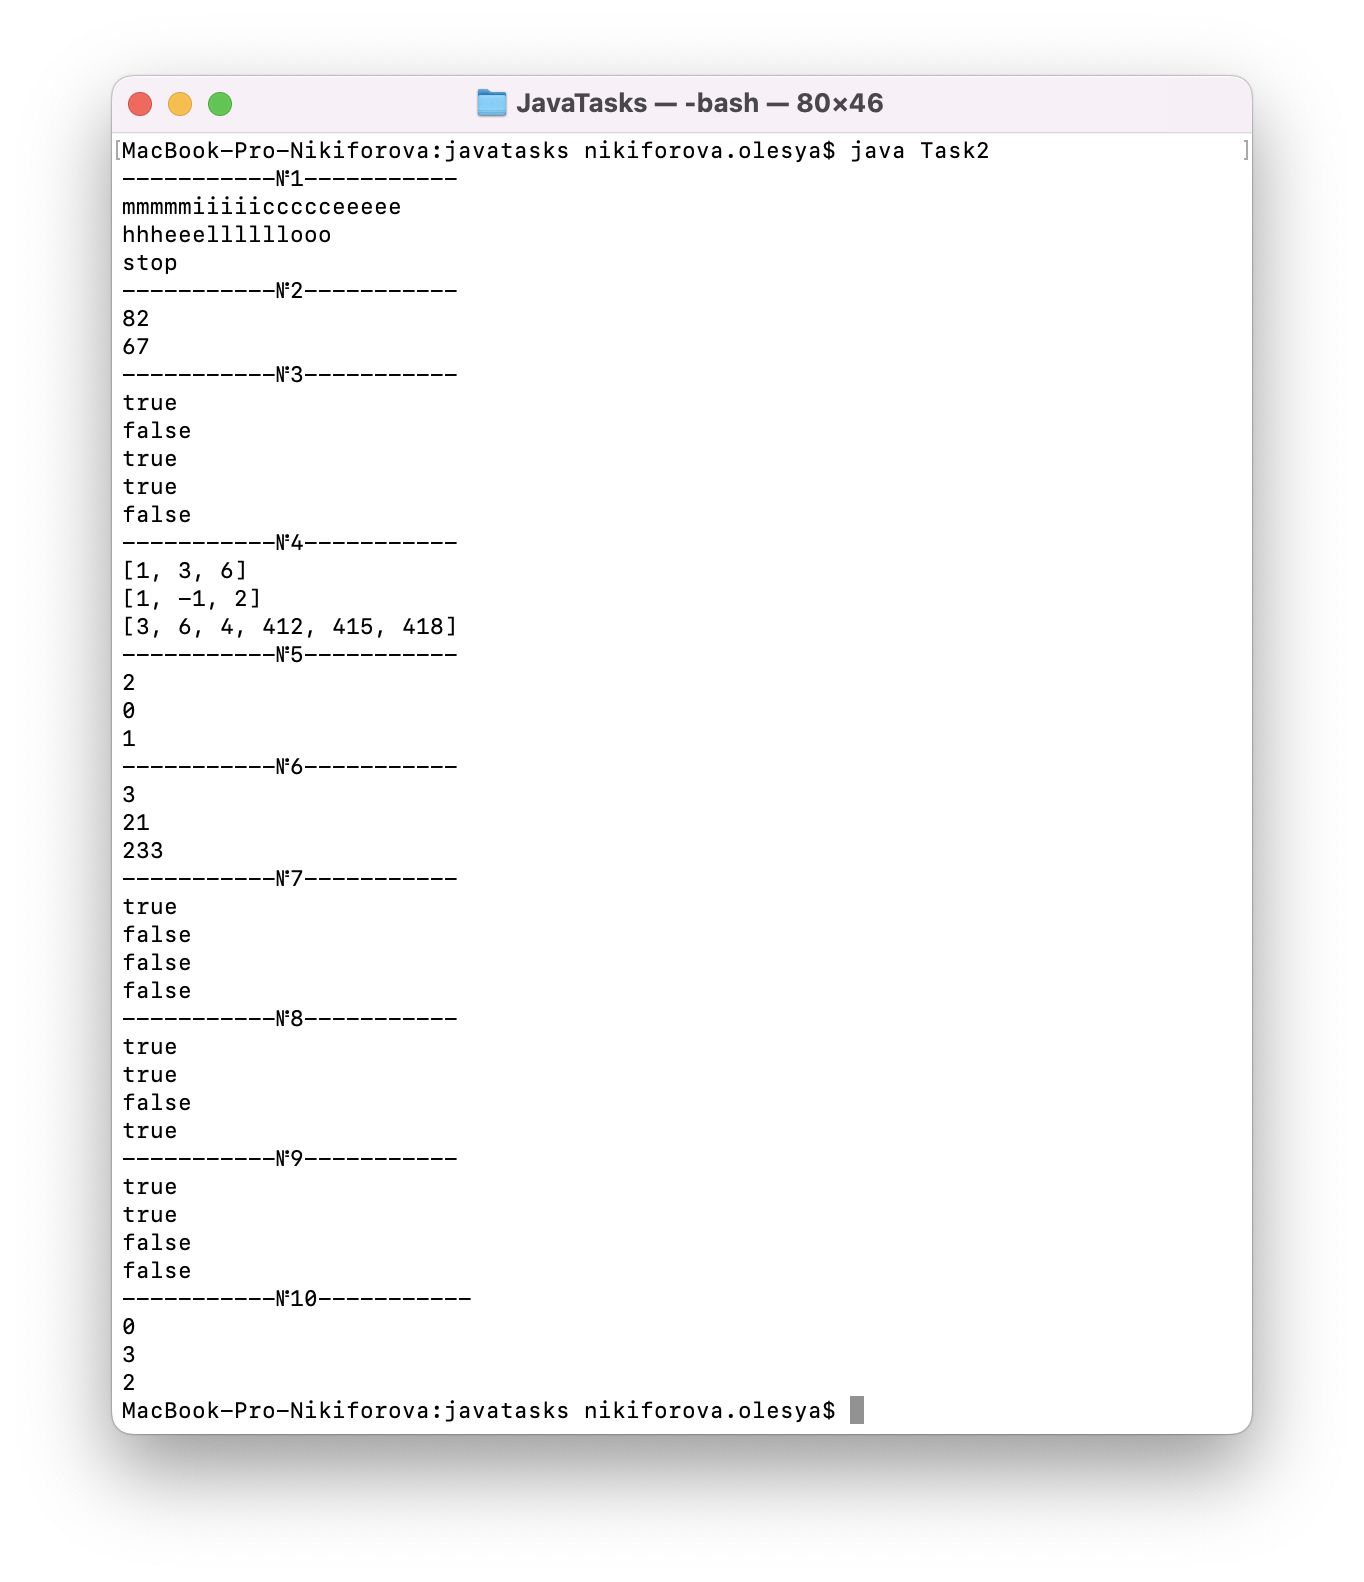 JavaTasks — -bash — 80×46
[MacBook-Pro-Nikiforova:javatasks nikiforova.olesya$ java Task2 ]
-----------№1-----------
mmmmmiiiiiccccceeeee
hhheeelllllloo​o
stop
-----------№2-----------
82
67
-----------№3-----------
true
false
true
true
false
-----------№4-----------
[1, 3, 6]
[1, -1, 2]
[3, 6, 4, 412, 415, 418]
-----------№5-----------
2
0
1
-----------№6-----------
3
21
233
-----------№7-----------
true
false
false
false
-----------№8-----------
true
true
false
true
-----------№9-----------
true
true
false
false
-----------№10-----------
0
3
2
MacBook-Pro-Nikiforova:javatasks nikiforova.olesya$